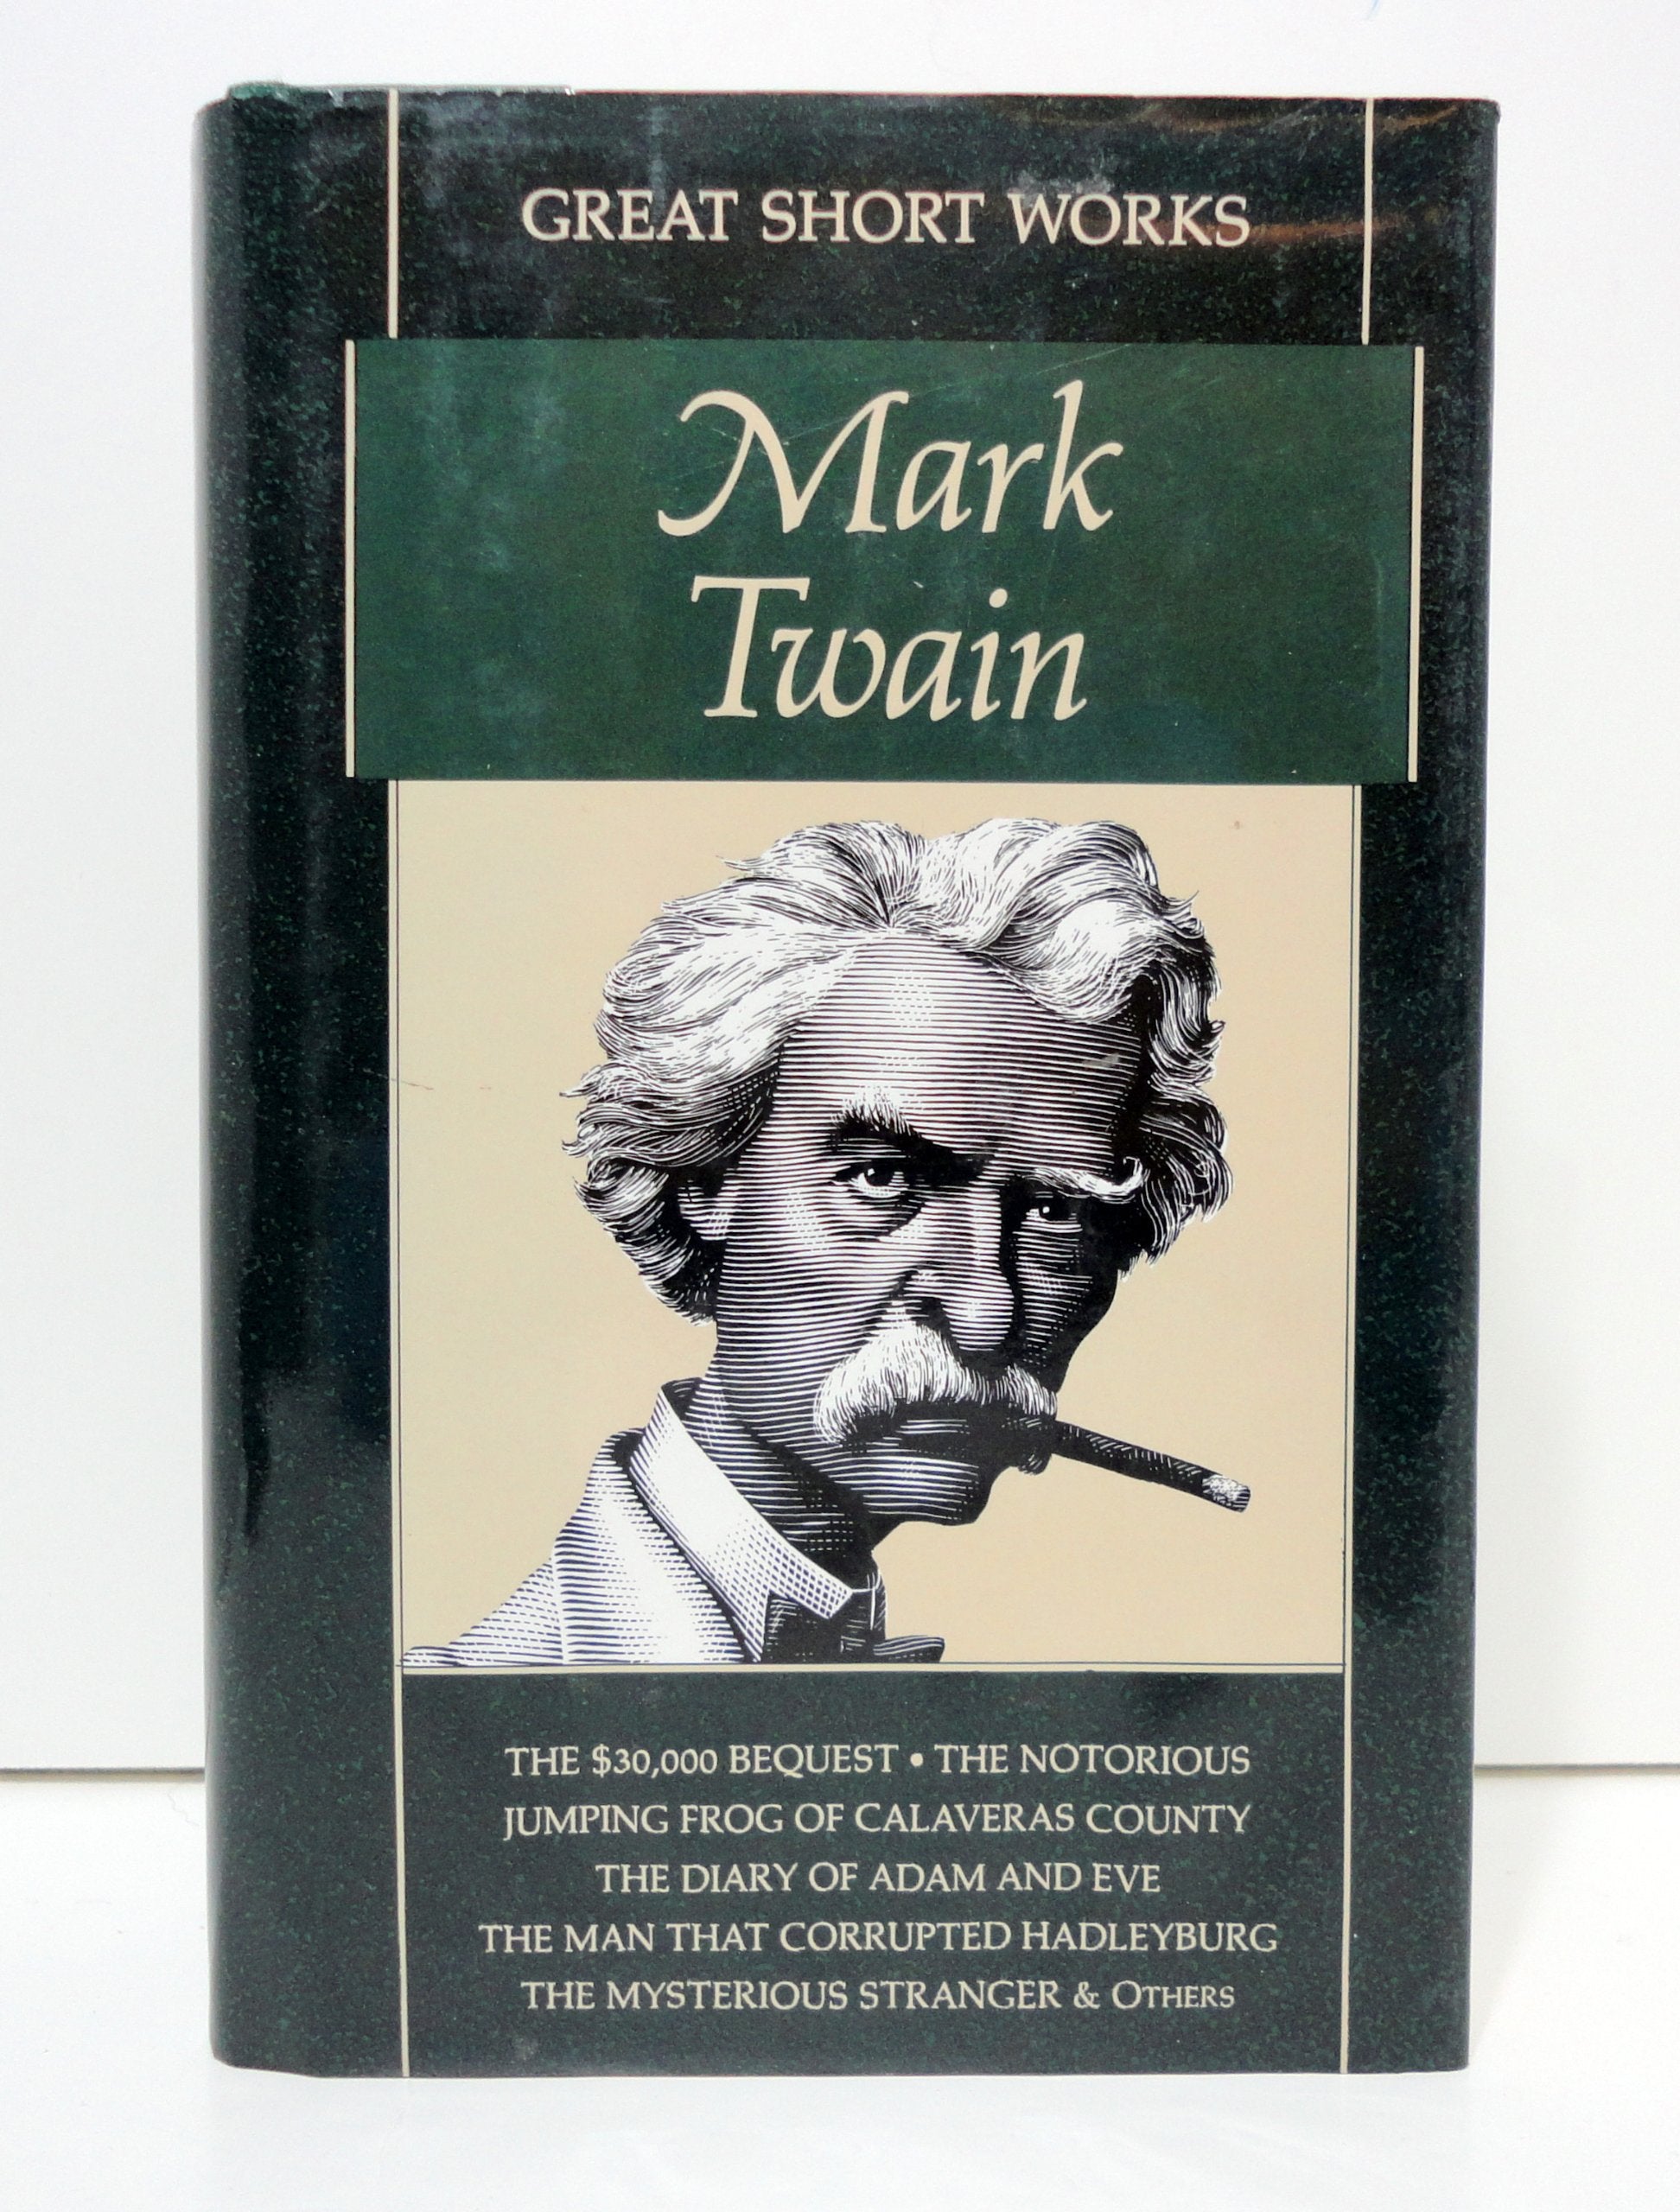 GREAT SHORT WORKS
Mark
Twain
THE $30,000 BEQUEST • THE NOTORIOUS
JUMPING FROG OF CALAVERAS COUNTY
THE DIARY OF ADAM AND EVE
THE MAN THAT CORRUPTED HADLEYBURG
THE MYSTERIOUS STRANGER & OTHERS